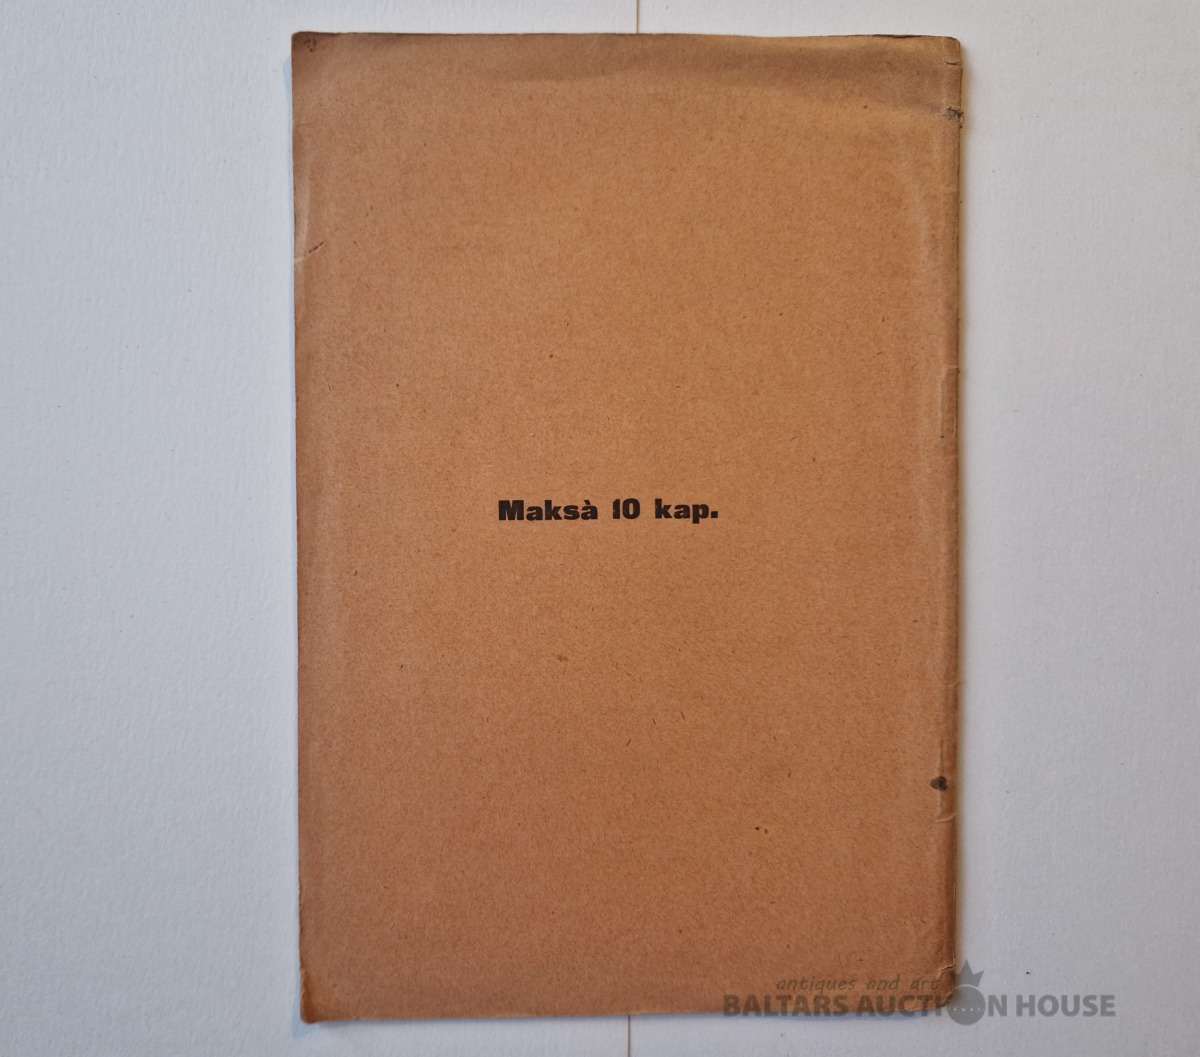 Maksà 10 kap.
antiques and art
BALTARS AUCTION HOUSE